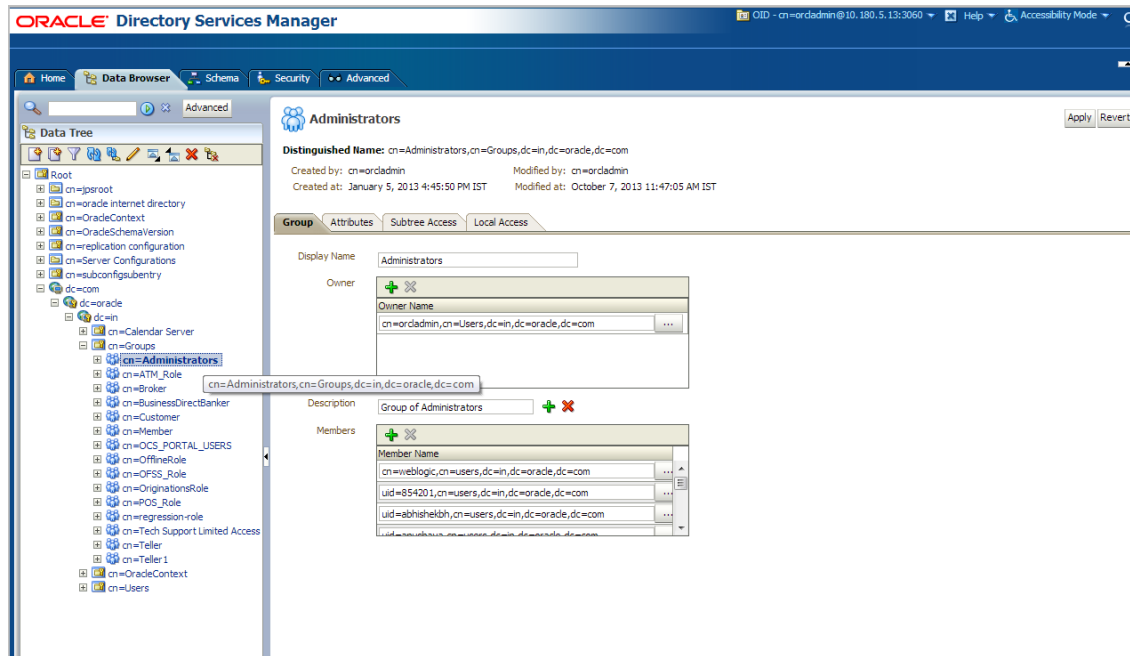 ORACLE Directory Services Manager
OID - cn=orcladmin@10.180.5.13:3060 Help Accessibility Mode
Home Data Browser Schema Security Advanced
Advanced
Data Tree
Root
cn=jpsroot
cn=oracle internet directory
cn=OracleContext
cn=OracleSchemaVersion
cn=replication configuration
cn=Server Configurations
cn=subconfigsubentry
dc=com
dc=oracle
dc=in
cn=Calendar Server
cn=Groups
cn=Administrators
cn=ATM_Role
cn=Broker
cn=BusinessDirectBanker
cn=Customer
cn=Member
cn=OCS_PORTAL_USERS
cn=OfflineRole
cn=OFSS_Role
cn=OriginationsRole
cn=POS_Role
cn=regression-role
cn=Tech Support Limited Access
cn=Teller
cn=Teller1
cn=OracleContext
cn=Users
cn=Administrators,cn=Groups,dc=in,dc=oracle,dc=com
Administrators
Apply Revert
Distinguished Name: cn=Administrators,cn=Groups,dc=in,dc=oracle,dc=com
Created by: cn=orcladmin Modified by: cn=orcladmin
Created at: January 5, 2013 4:45:50 PM IST Modified at: October 7, 2013 11:47:05 AM IST
Group Attributes Subtree Access Local Access
Display Name Administrators
Owner
Owner Name
cn=orcladmin,cn=Users,dc=in,dc=oracle,dc=com ...
Description Group of Administrators
Members
Member Name
cn=weblogic,cn=users,dc=in,dc=oracle,dc=com ...
uid=854201,cn=users,dc=in,dc=oracle,dc=com ...
uid=abhishekbh,cn=users,dc=in,dc=oracle,dc=com ...